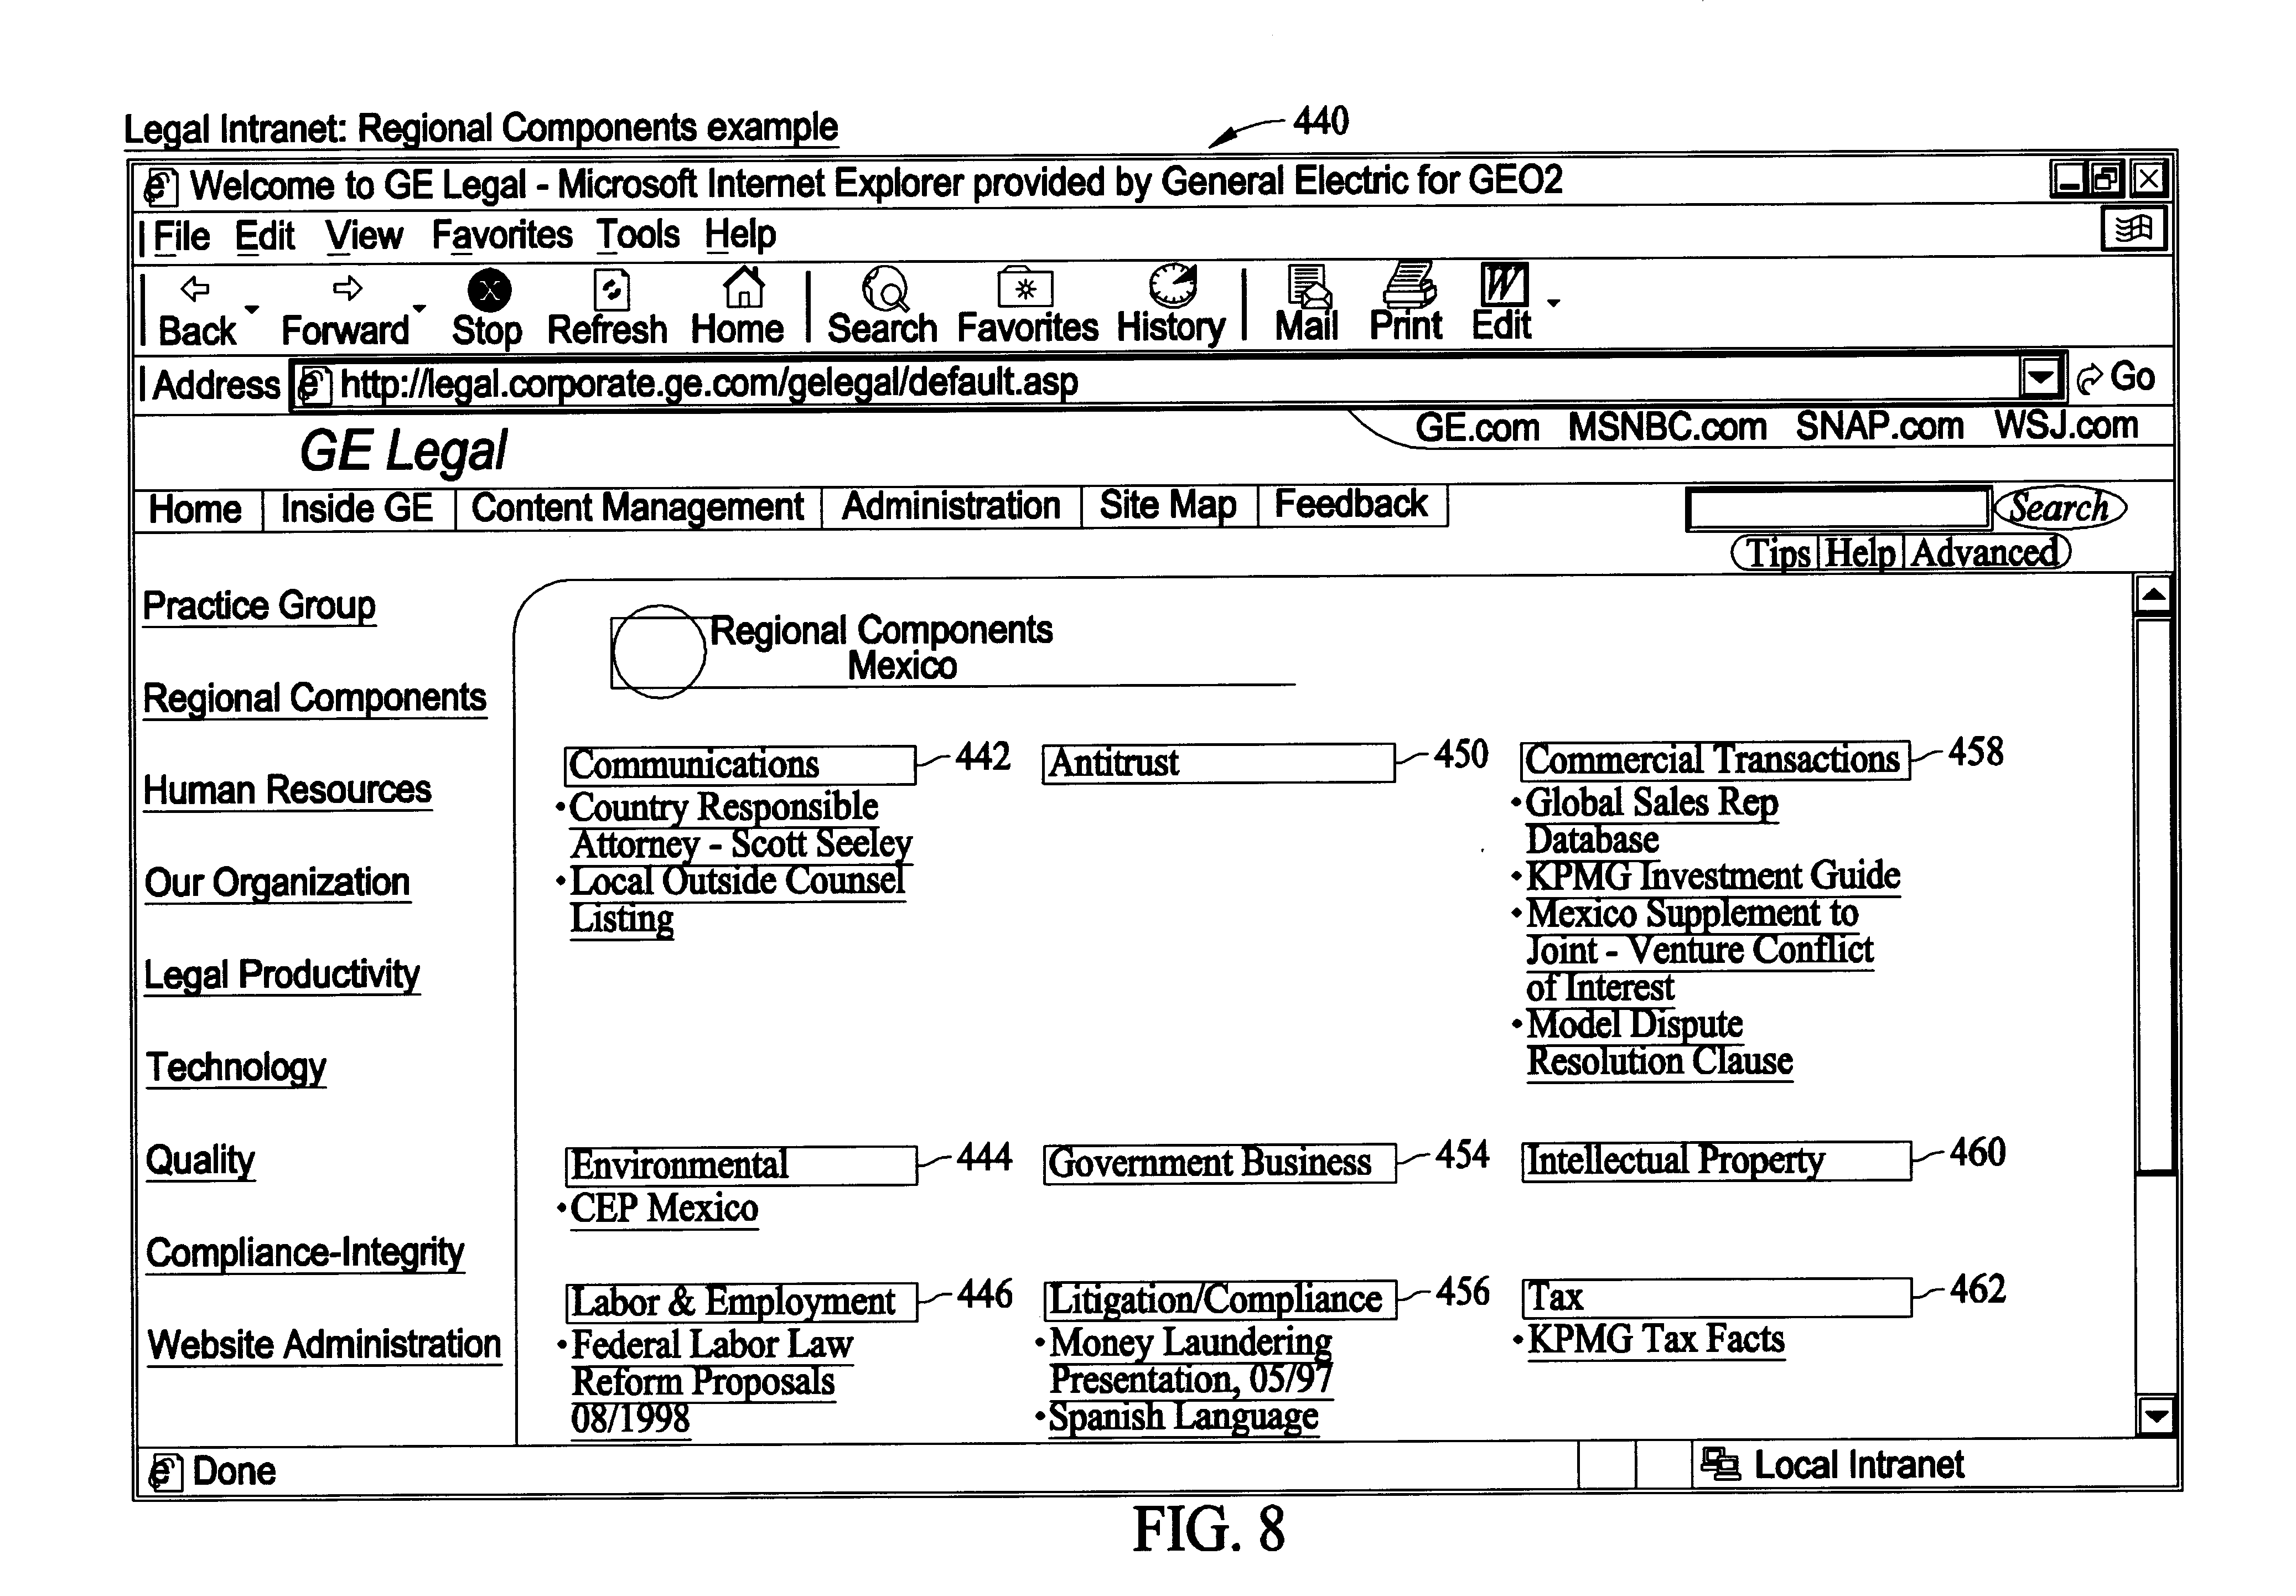 Legal Intranet: Regional Components example
440
Welcome to GE Legal - Microsoft Internet Explorer provided by General Electric for GEO2
File Edit View Favorites Tools Help
Back Forward Stop Refresh Home Search Favorites History Mail Print Edit
Address http://legal.corporate.ge.com/gelegal/default.asp Go
GE.com MSNBC.com SNAP.com WSJ.com
GE Legal
Home Inside GE Content Management Administration Site Map Feedback Search
Tips Help Advanced
Practice Group
Regional Components
Human Resources
Our Organization
Legal Productivity
Technology
Quality
Compliance-Integrity
Website Administration
Regional Components
Mexico
Communications 442
•Country Responsible
Attorney - Scott Seeley
•Local Outside Counsel
Listing
Antitrust 450
Commercial Transactions 458
•Global Sales Rep
Database
•KPMG Investment Guide
•Mexico Supplement to
Joint - Venture Conflict
of Interest
•Model Dispute
Resolution Clause
Environmental 444
•CEP Mexico
Government Business 454
Intellectual Property 460
Labor & Employment 446
•Federal Labor Law
Reform Proposals
08/1998
Litigation/Compliance 456
•Money Laundering
Presentation, 05/97
•Spanish Language
Tax 462
•KPMG Tax Facts
Done Local Intranet
FIG. 8